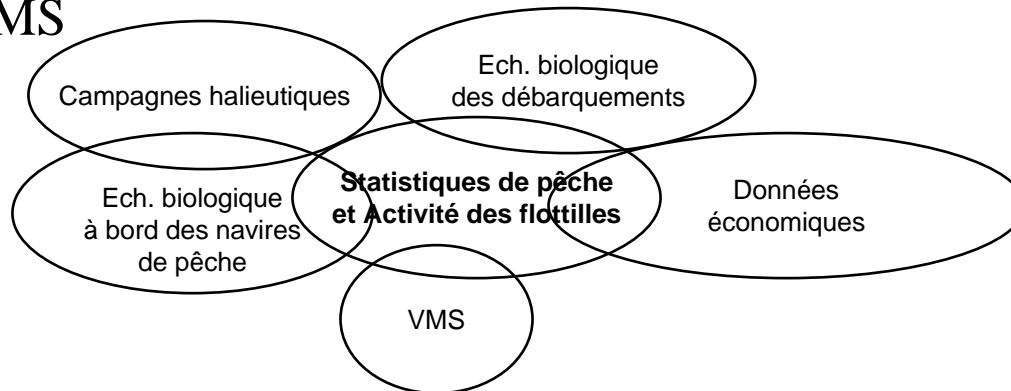 MS
Campagnes halieutiques
Ech. biologique
des débarquements
Statistiques de pêche
et Activité des flottilles
Ech. biologique
à bord des navires
de pêche
Données
économiques
VMS